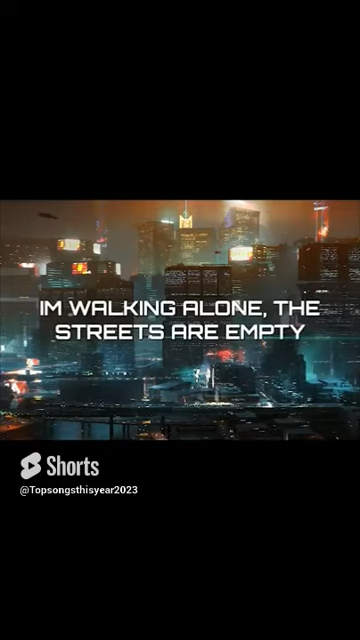 IM WALKING ALONE, THE
STREETS ARE EMPTY
Shorts
@Topsongsthisyear2023